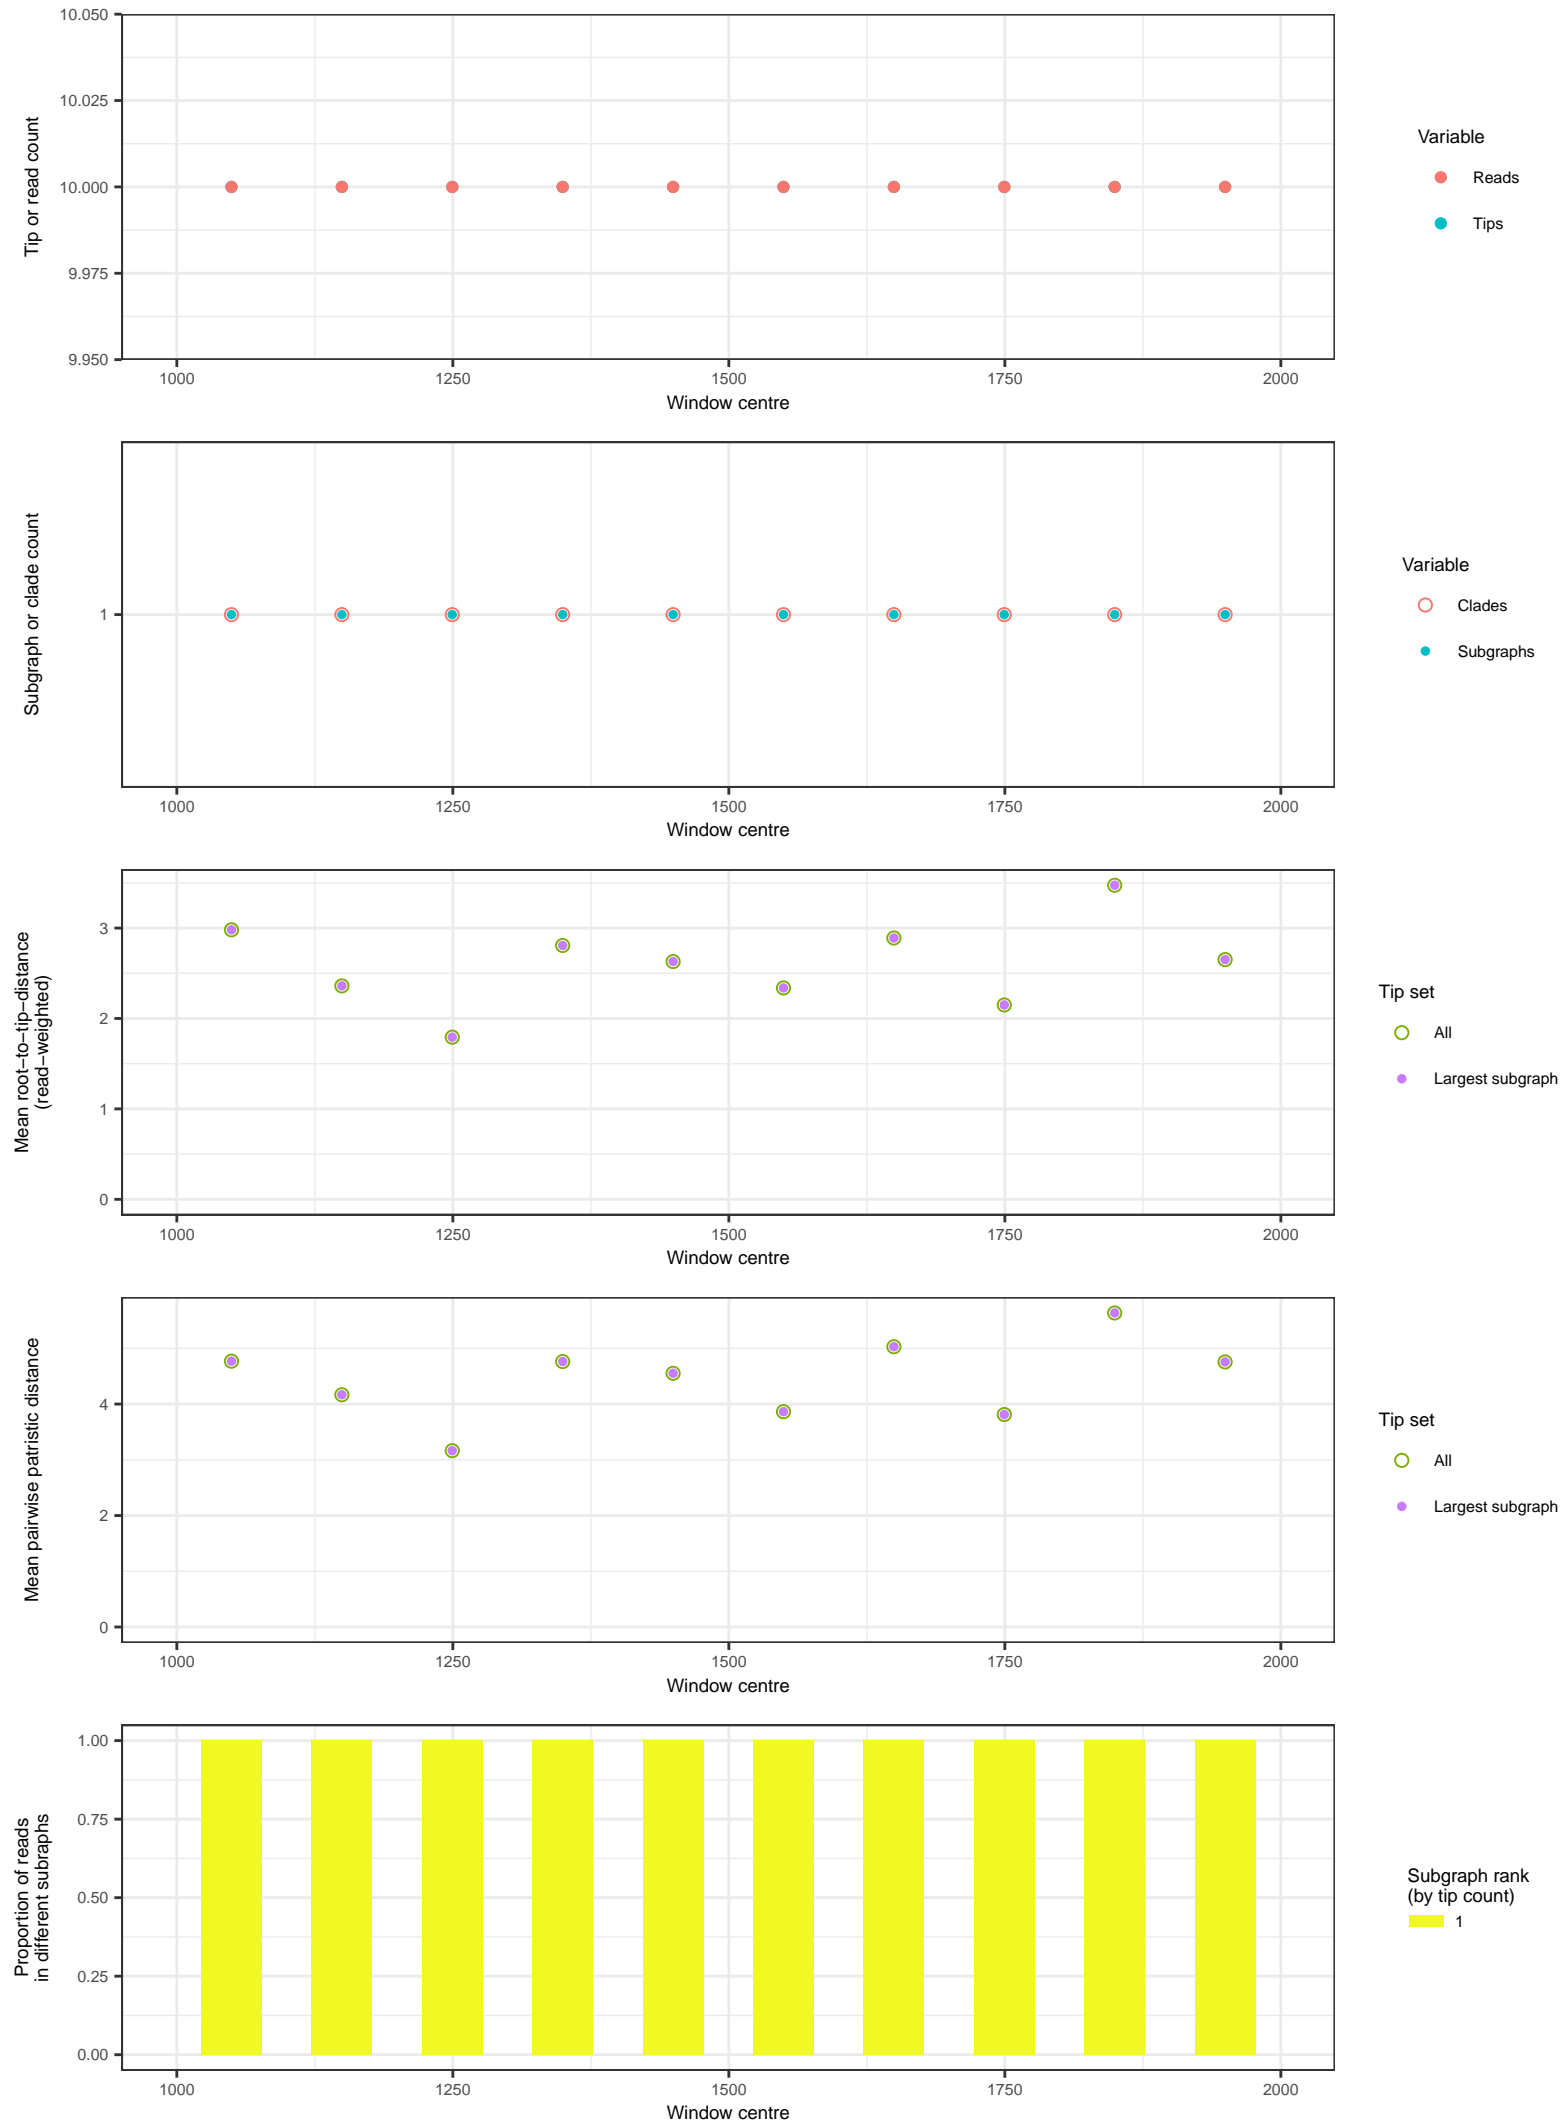 10.050
10.025
10.000
9.975
9.950
Tip or read count
1000 1250 1500 1750 2000
Window centre
Variable
Reads
Tips
1
Subgraph or clade count
1000 1250 1500 1750 2000
Window centre
Variable
Clades
Subgraphs
3
2
1
0
Mean root−to−tip−distance
(read−weighted)
1000 1250 1500 1750 2000
Window centre
Tip set
All
Largest subgraph
4
2
0
Mean pairwise patristic distance
1000 1250 1500 1750 2000
Window centre
Tip set
All
Largest subgraph
1.00
0.75
0.50
0.25
0.00
Proportion of reads
in different subraphs
1000 1250 1500 1750 2000
Window centre
Subgraph rank
(by tip count)
1